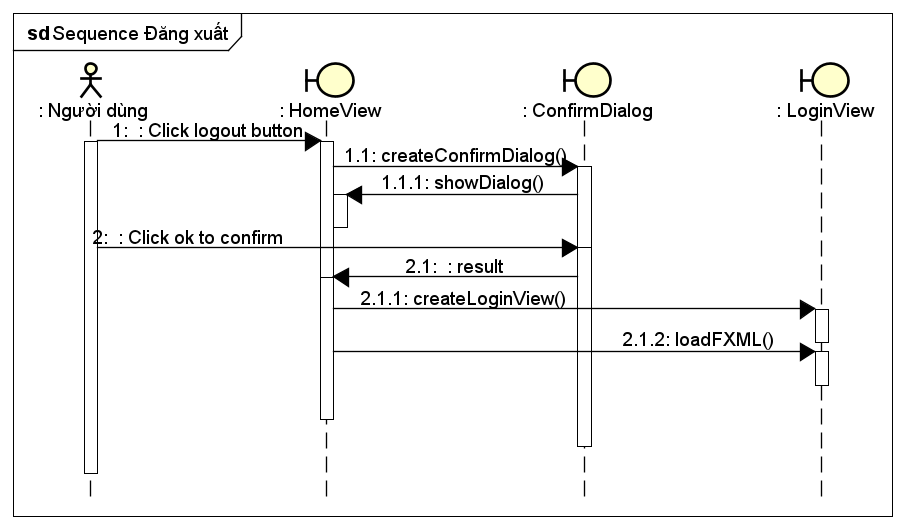 sd Sequence Đăng xuất
: Người dùng
: HomeView
: ConfirmDialog
: LoginView
1: : Click logout button
1.1: createConfirmDialog()
1.1.1: showDialog()
2: : Click ok to confirm
2.1: : result
2.1.1: createLoginView()
2.1.2: loadFXML()